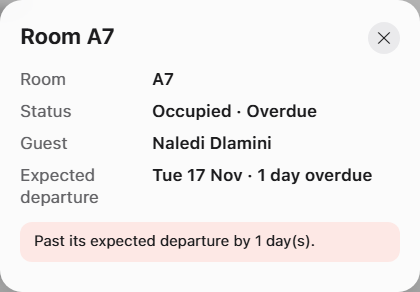 Room A7
Room A7
Status Occupied · Overdue
Guest Naledi Dlamini
Expected departure Tue 17 Nov · 1 day overdue
Past its expected departure by 1 day(s).